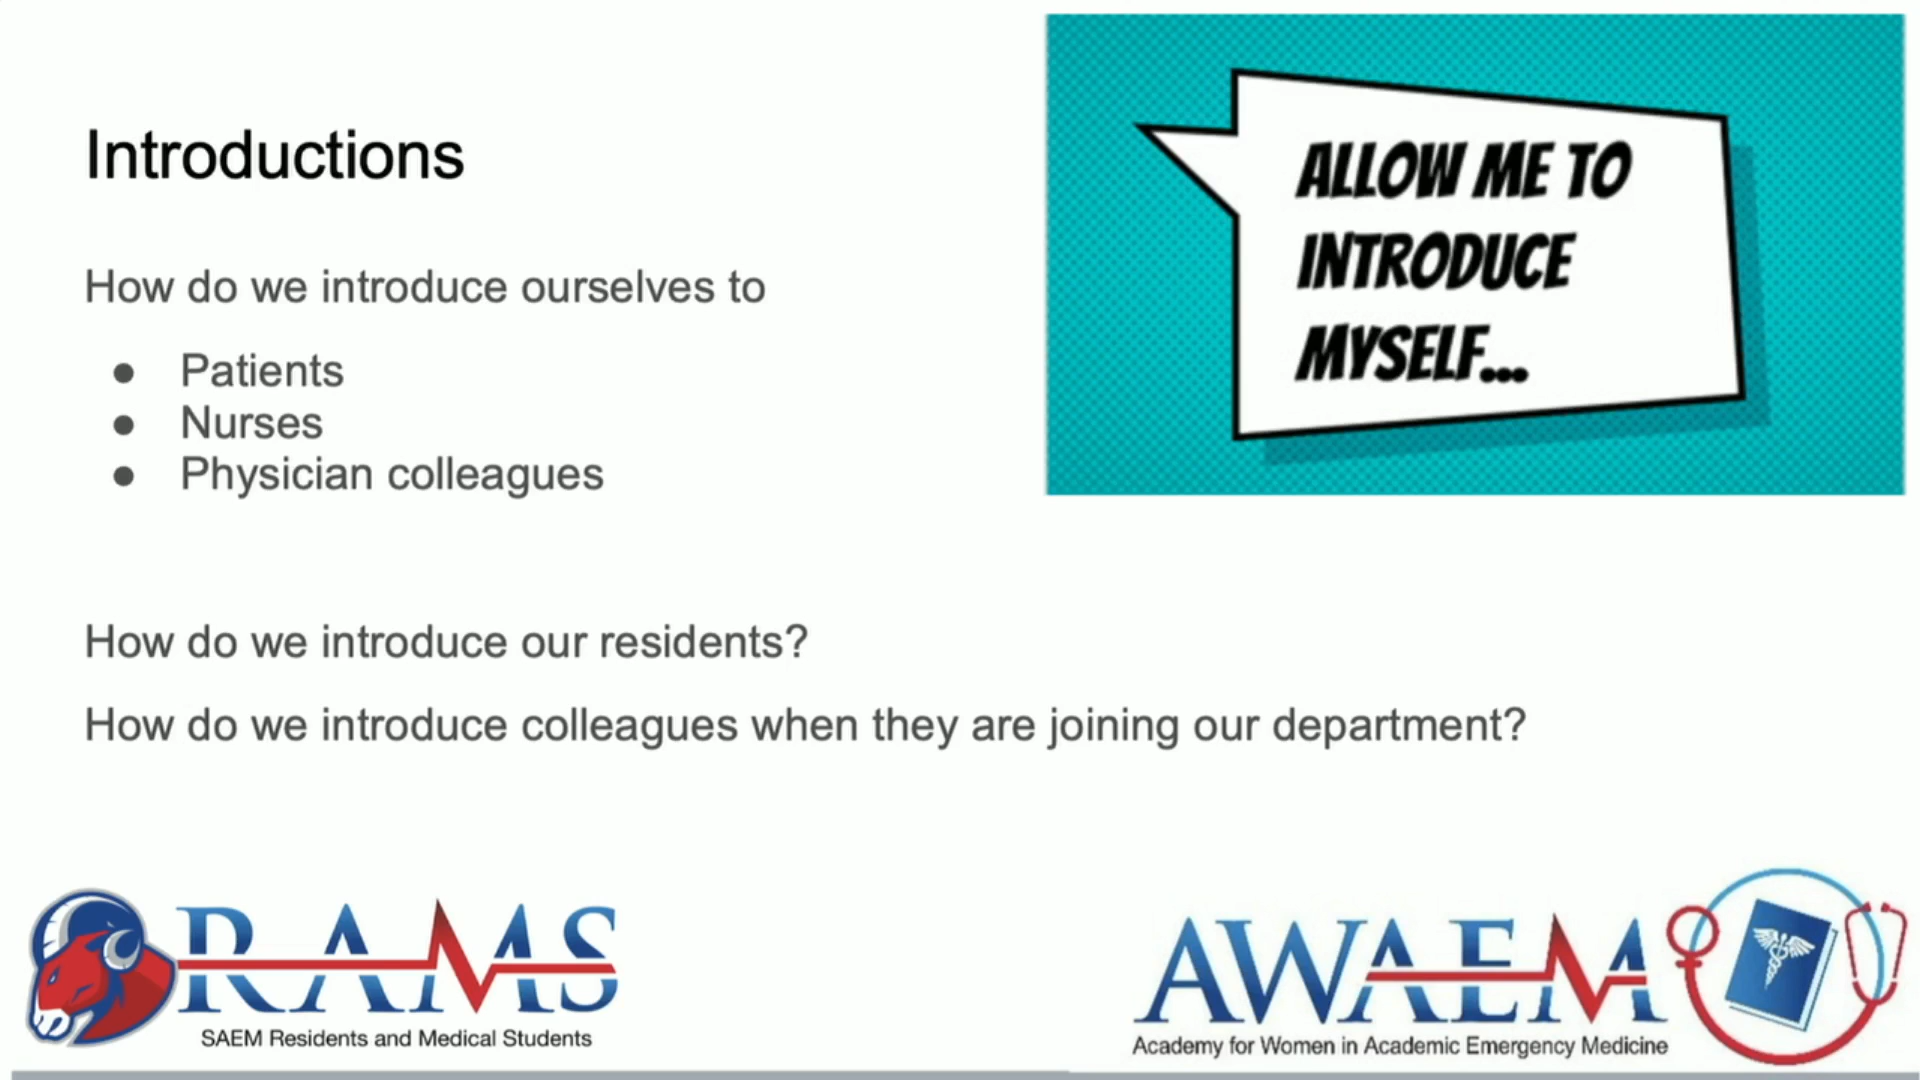 Introductions
ALLOW ME TO
INTRODUCE
MYSELF...
How do we introduce ourselves to
● Patients
● Nurses
● Physician colleagues
How do we introduce our residents?
How do we introduce colleagues when they are joining our department?
RAMS
SAEM Residents and Medical Students
AWAEM
Academy for Women in Academic Emergency Medicine